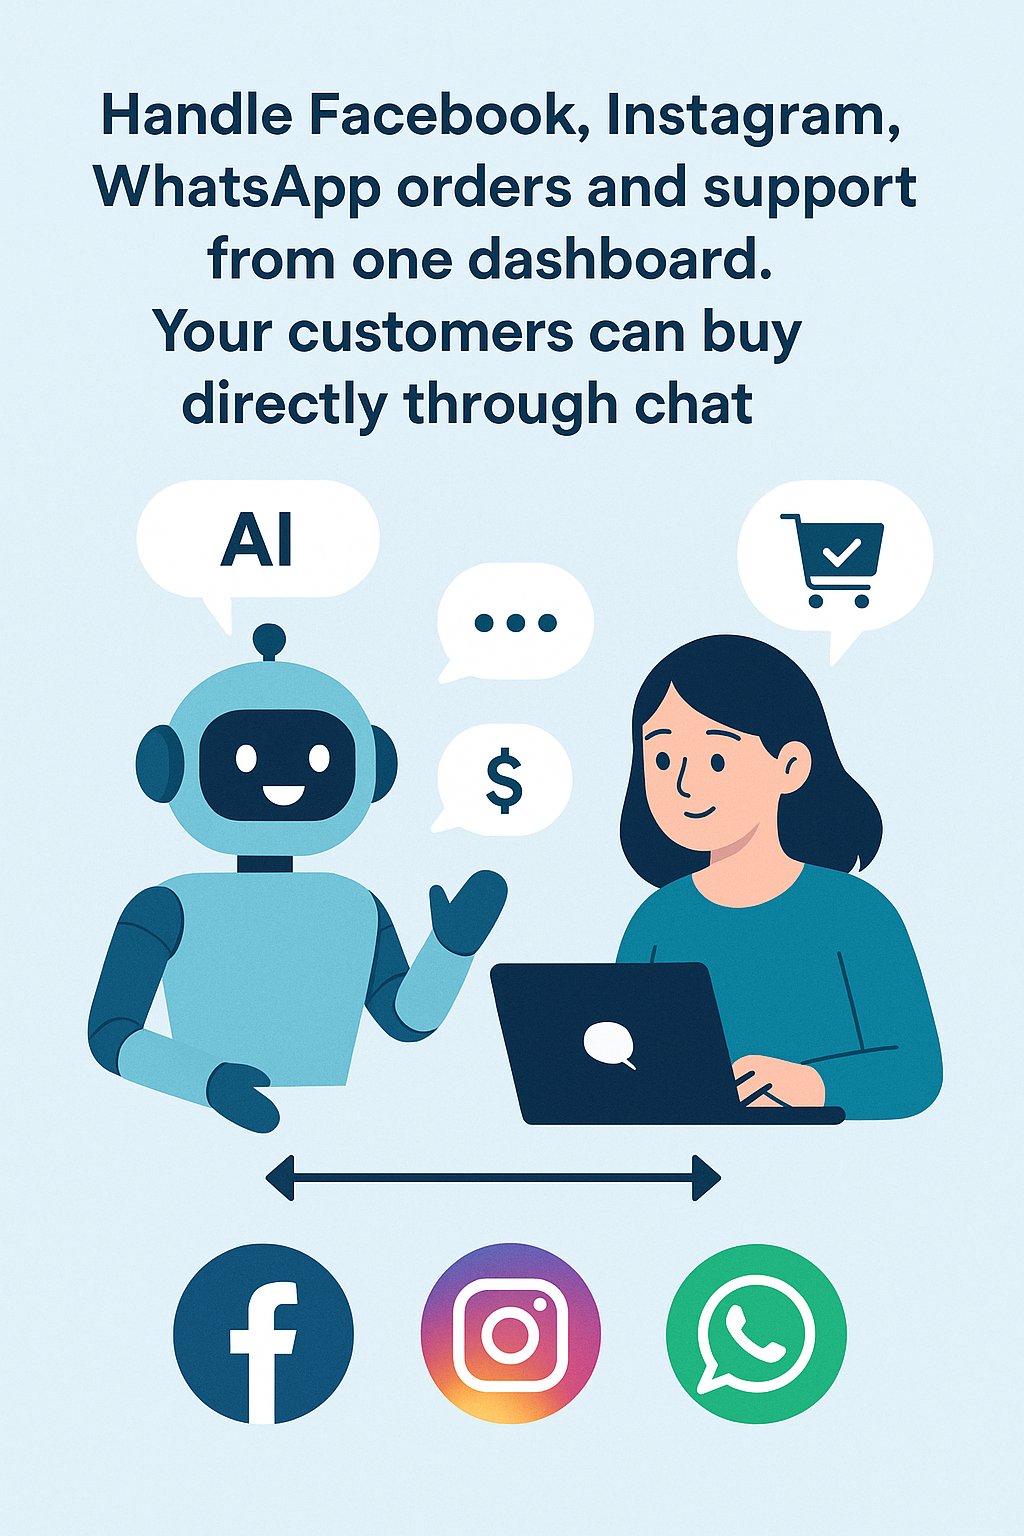 Handle Facebook, Instagram,
WhatsApp orders and support
from one dashboard.
Your customers can buy
directly through chat
AI
$